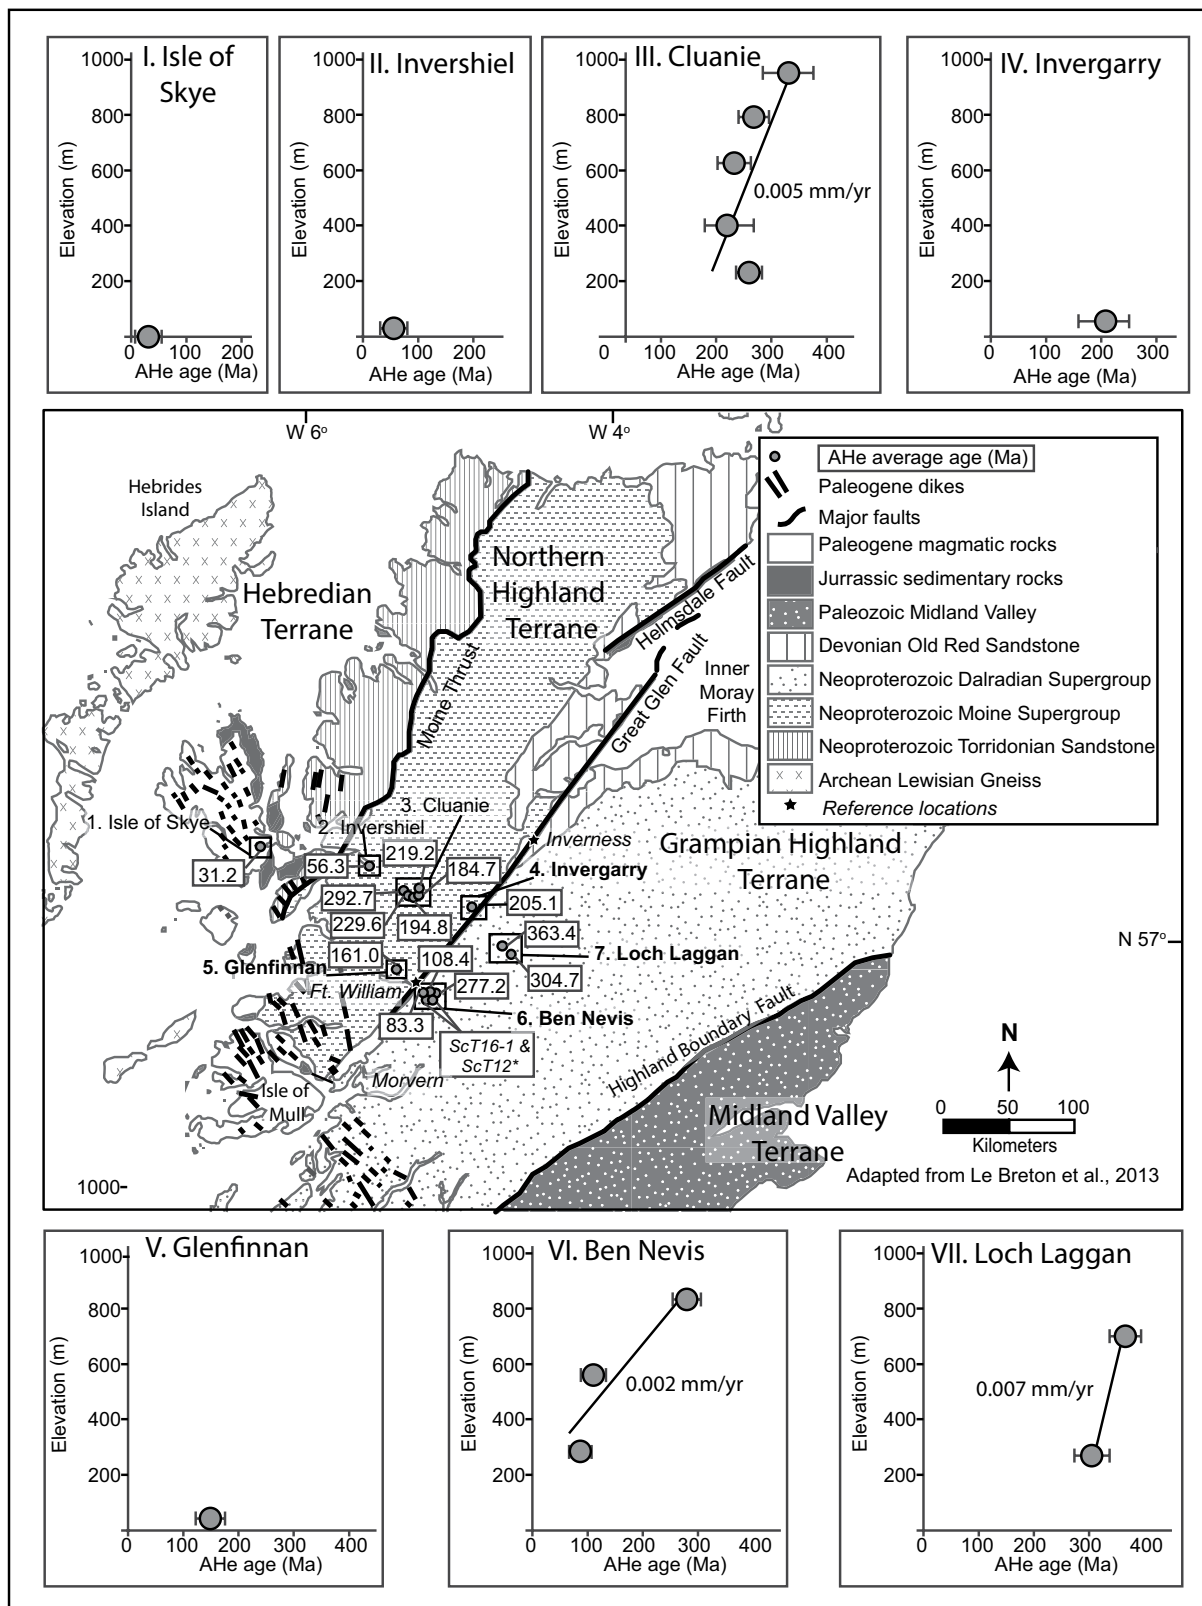 I. Isle of
Skye
1000
800
600
400
200
Elevation (m)
0 100 200
AHe age (Ma)
II. Invershiel
1000
800
600
400
200
Elevation (m)
0 100 200
AHe age (Ma)
III. Cluanie
1000
800
600
400
200
Elevation (m)
0.005 mm/yr
0 100 200 300 400
AHe age (Ma)
IV. Invergarry
1000
800
600
400
200
Elevation (m)
0 100 200 300
AHe age (Ma)
W 6o
W 4o
Hebrides
Island
Hebredian
Terrane
Northern
Highland
Terrane
Moine Thrust
Helmsdale Fault
Great Glen Fault
Inner
Moray
Firth
AHe average age (Ma)
Paleogene dikes
Major faults
Paleogene magmatic rocks
Jurrassic sedimentary rocks
Paleozoic Midland Valley
Devonian Old Red Sandstone
Neoproterozoic Dalradian Supergroup
Neoproterozoic Moine Supergroup
Neoproterozoic Torridonian Sandstone
Archean Lewisian Gneiss
Reference locations
3. Cluanie
1. Isle of Skye
2. Invershiel
Inverness
Grampian Highland
Terrane
219.2
56.3
184.7
4. Invergarry
31.2
292.7
205.1
229.6
194.8
363.4
N 57o
161.0
108.4
7. Loch Laggan
5. Glenfinnan
304.7
277.2
Ft. William
6. Ben Nevis
83.3
ScT16-1 &
ScT12*
Highland Boundary Fault
N
Morvern
Isle of
Mull
Midland Valley
Terrane
0 50 100
Kilometers
Adapted from Le Breton et al., 2013
1000
V. Glenfinnan
1000
800
600
400
200
Elevation (m)
0 100 200 300 400
AHe age (Ma)
VI. Ben Nevis
1000
800
600
400
200
Elevation (m)
0.002 mm/yr
0 100 200 300 400
AHe age (Ma)
VII. Loch Laggan
1000
800
600
400
200
Elevation (m)
0.007 mm/yr
0 100 200 300 400
AHe age (Ma)